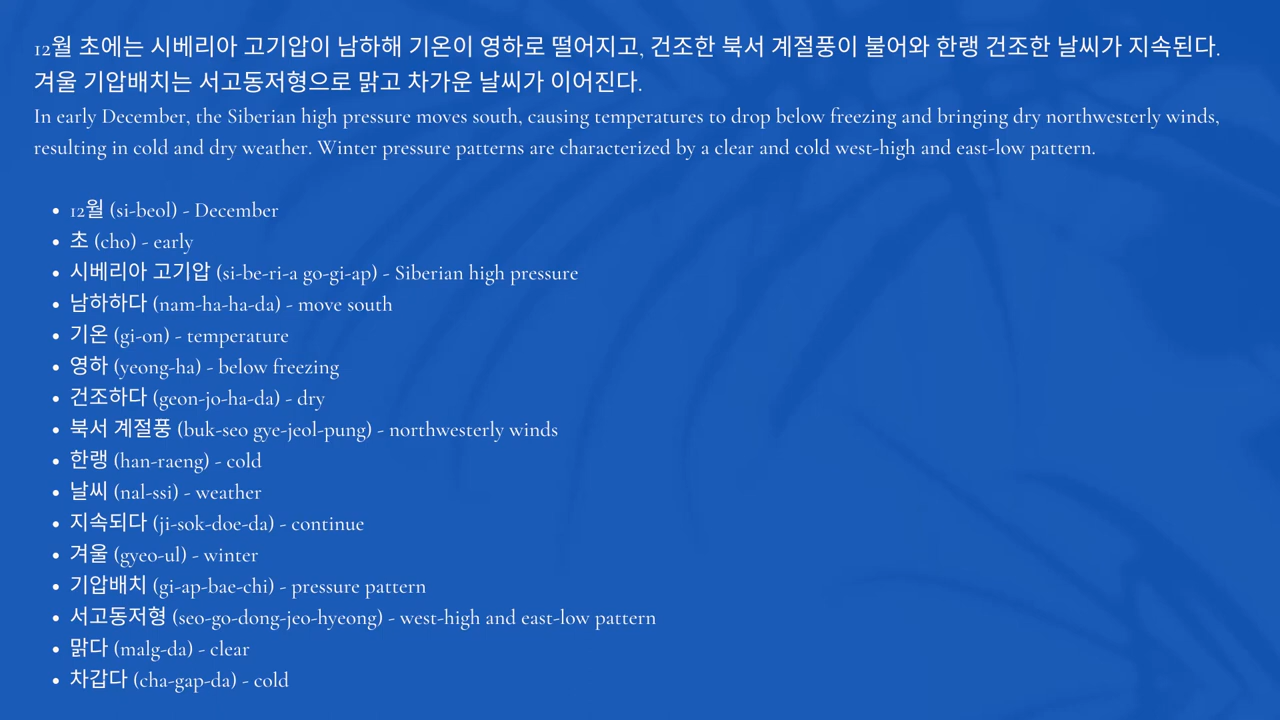 12월 초에는 시베리아 고기압이 남하해 기온이 영하로 떨어지고, 건조한 북서 계절풍이 불어와 한랭 건조한 날씨가 지속된다.
겨울 기압배치는 서고동저형으로 맑고 차가운 날씨가 이어진다.
In early December, the Siberian high pressure moves south, causing temperatures to drop below freezing and bringing dry northwesterly winds,
resulting in cold and dry weather. Winter pressure patterns are characterized by a clear and cold west-high and east-low pattern.
• 12월 (si-beol) - December
• 초 (cho) - early
• 시베리아 고기압 (si-be-ri-a go-gi-ap) - Siberian high pressure
• 남하하다 (nam-ha-ha-da) - move south
• 기온 (gi-on) - temperature
• 영하 (yeong-ha) - below freezing
• 건조하다 (geon-jo-ha-da) - dry
• 북서 계절풍 (buk-seo gye-jeol-pung) - northwesterly winds
• 한랭 (han-raeng) - cold
• 날씨 (nal-ssi) - weather
• 지속되다 (ji-sok-doe-da) - continue
• 겨울 (gyeo-ul) - winter
• 기압배치 (gi-ap-bae-chi) - pressure pattern
• 서고동저형 (seo-go-dong-jeo-hyeong) - west-high and east-low pattern
• 맑다 (malg-da) - clear
• 차갑다 (cha-gap-da) - cold